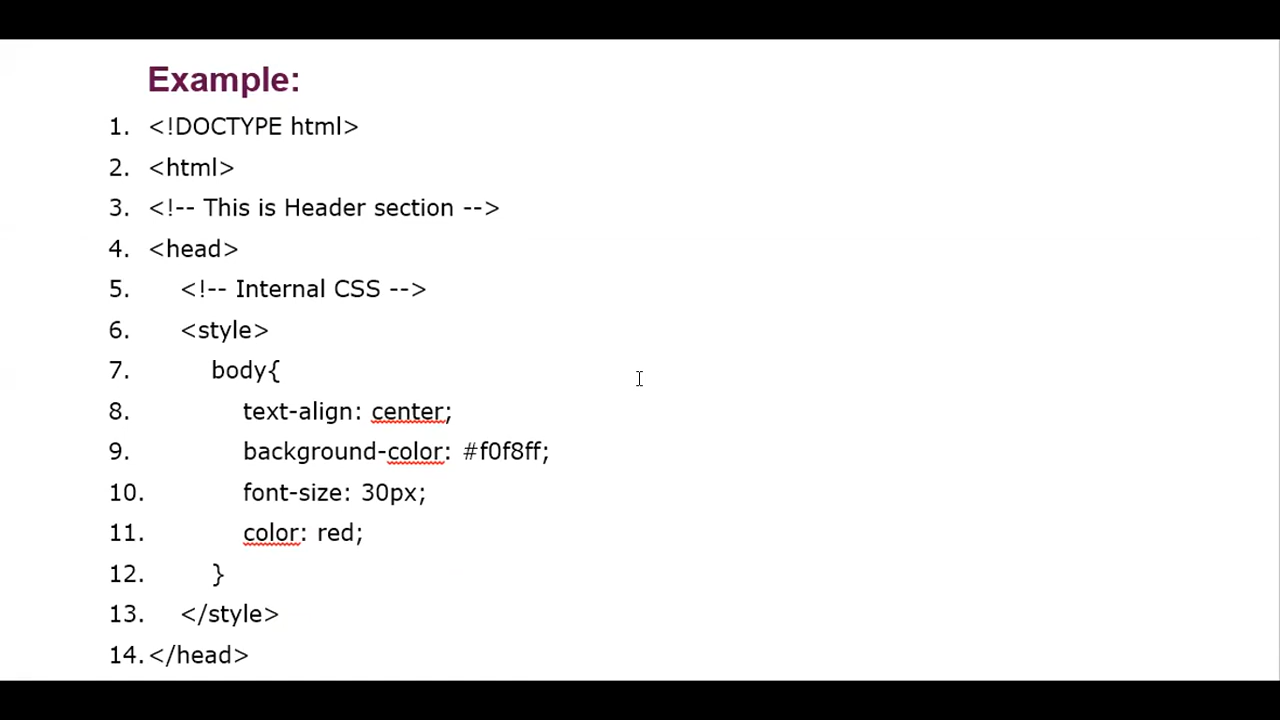 Example:
1. <!DOCTYPE html>
2. <html>
3. <!-- This is Header section -->
4. <head>
5. <!-- Internal CSS -->
6. <style>
7. body{
8. text-align: center;
9. background-color: #f0f8ff;
10. font-size: 30px;
11. color: red;
12. }
13. </style>
14. </head>